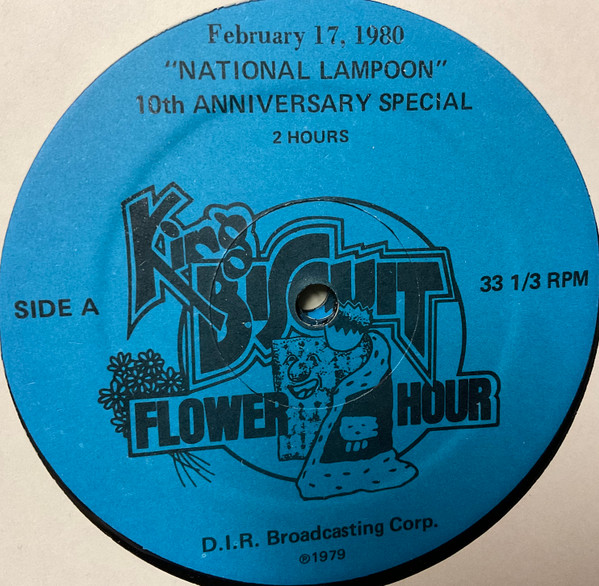 February 17, 1980
"NATIONAL LAMPOON"
10th ANNIVERSARY SPECIAL
2 HOURS
King
BISCUIT
SIDE A
33 1/3 RPM
FLOWER HOUR
D.I.R. Broadcasting Corp.
℗1979